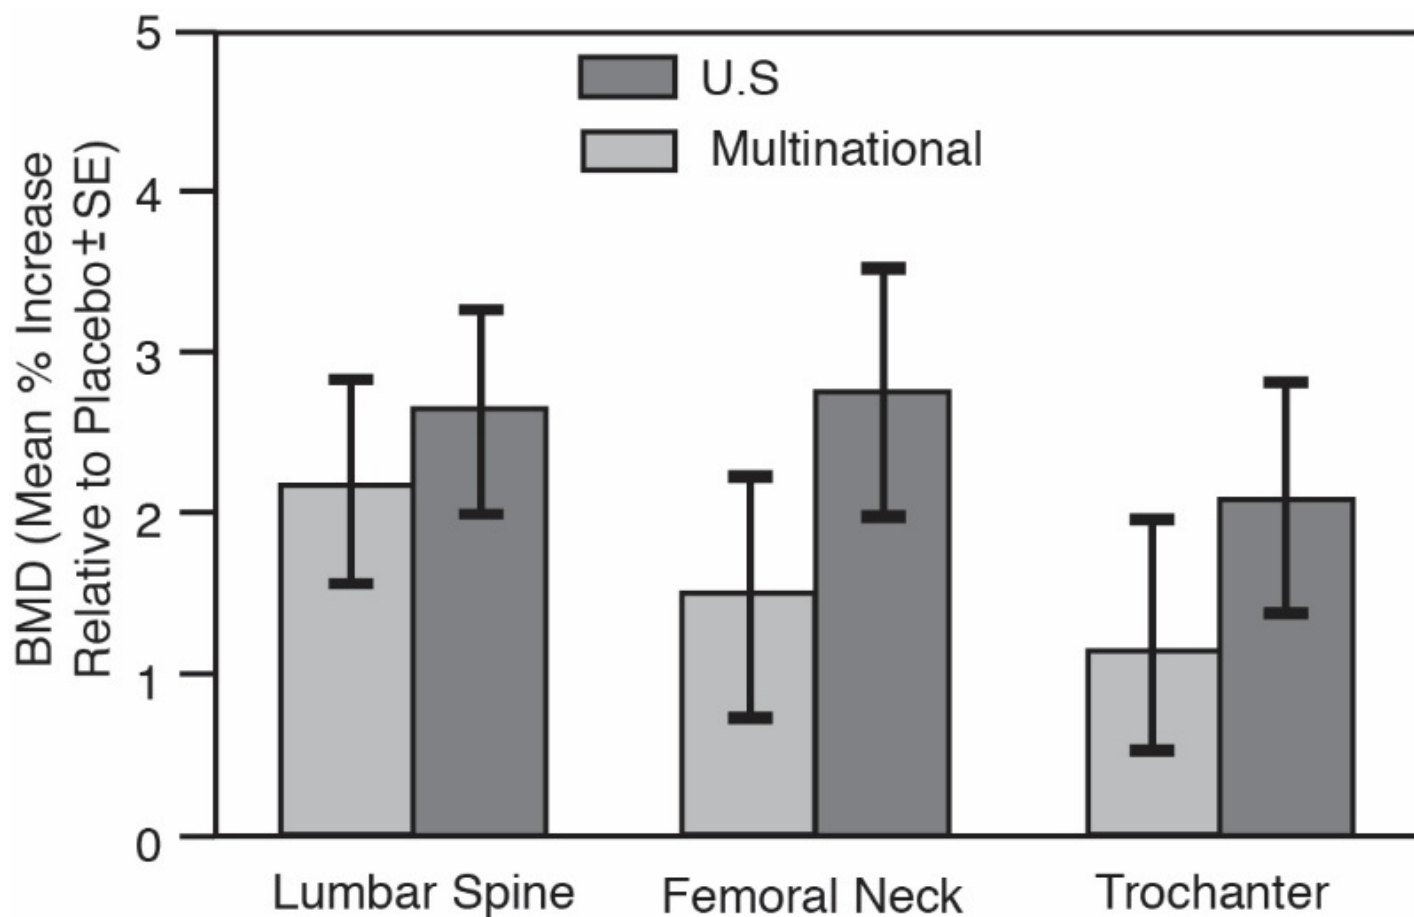 BMD (Mean % Increase
Relative to Placebo ± SE)
5
4
3
2
1
0
U.S
Multinational
Lumbar Spine
Femoral Neck
Trochanter